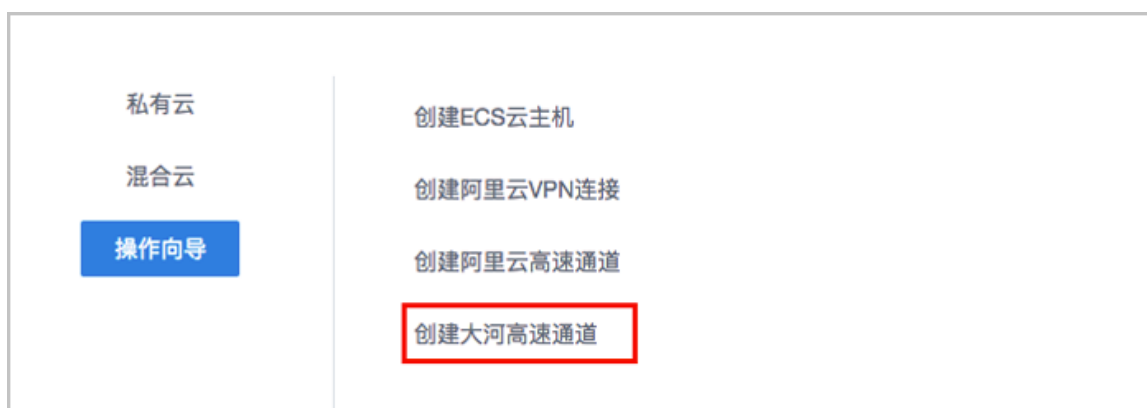 私有云
混合云
操作向导
创建ECS云主机
创建阿里云VPN连接
创建阿里云高速通道
创建大河高速通道